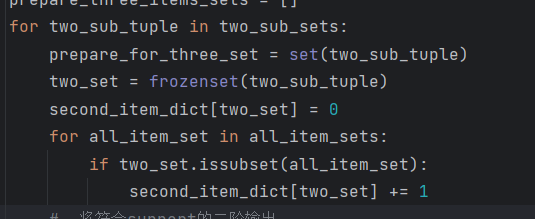 prepare_three_items_sets = []
for two_sub_tuple in two_sub_sets:
prepare_for_three_set = set(two_sub_tuple)
two_set = frozenset(two_sub_tuple)
second_item_dict[two_set] = 0
for all_item_set in all_item_sets:
if two_set.issubset(all_item_set):
second_item_dict[two_set] += 1
# 将符合support的二阶输出